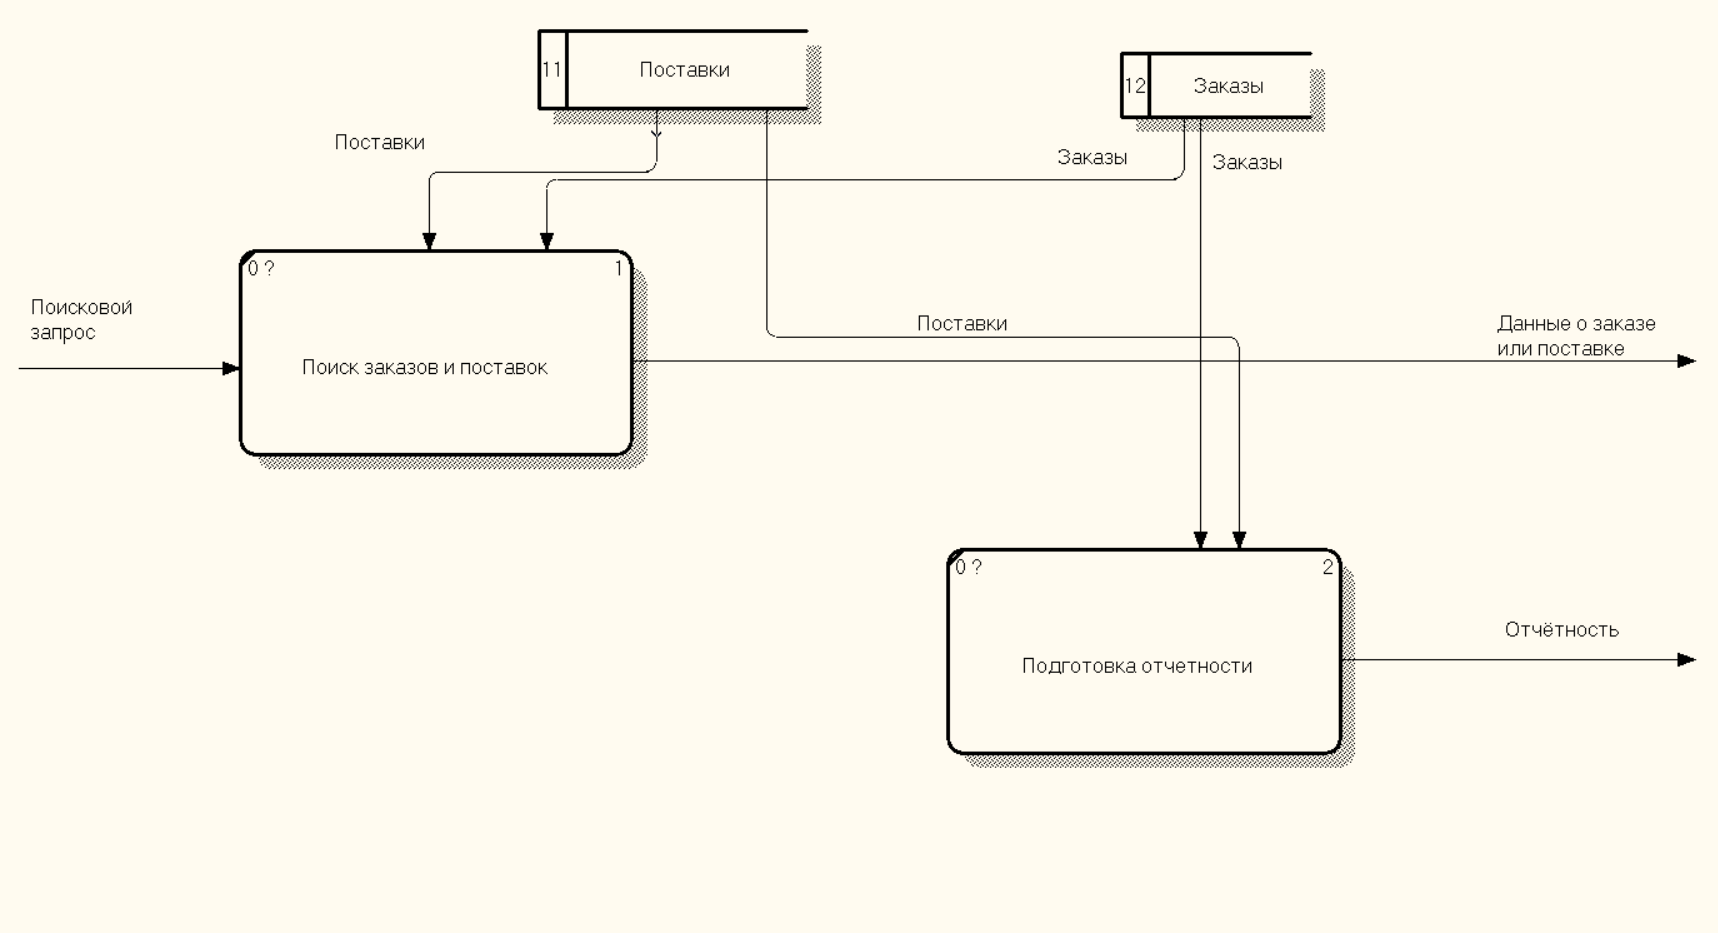 11
Поставки
12
Заказы
Поставки
Заказы
Заказы
0 ?
1
Поисковой
запрос
Поиск заказов и поставок
Поставки
Данные о заказе
или поставке
0 ?
2
Подготовка отчетности
Отчётность